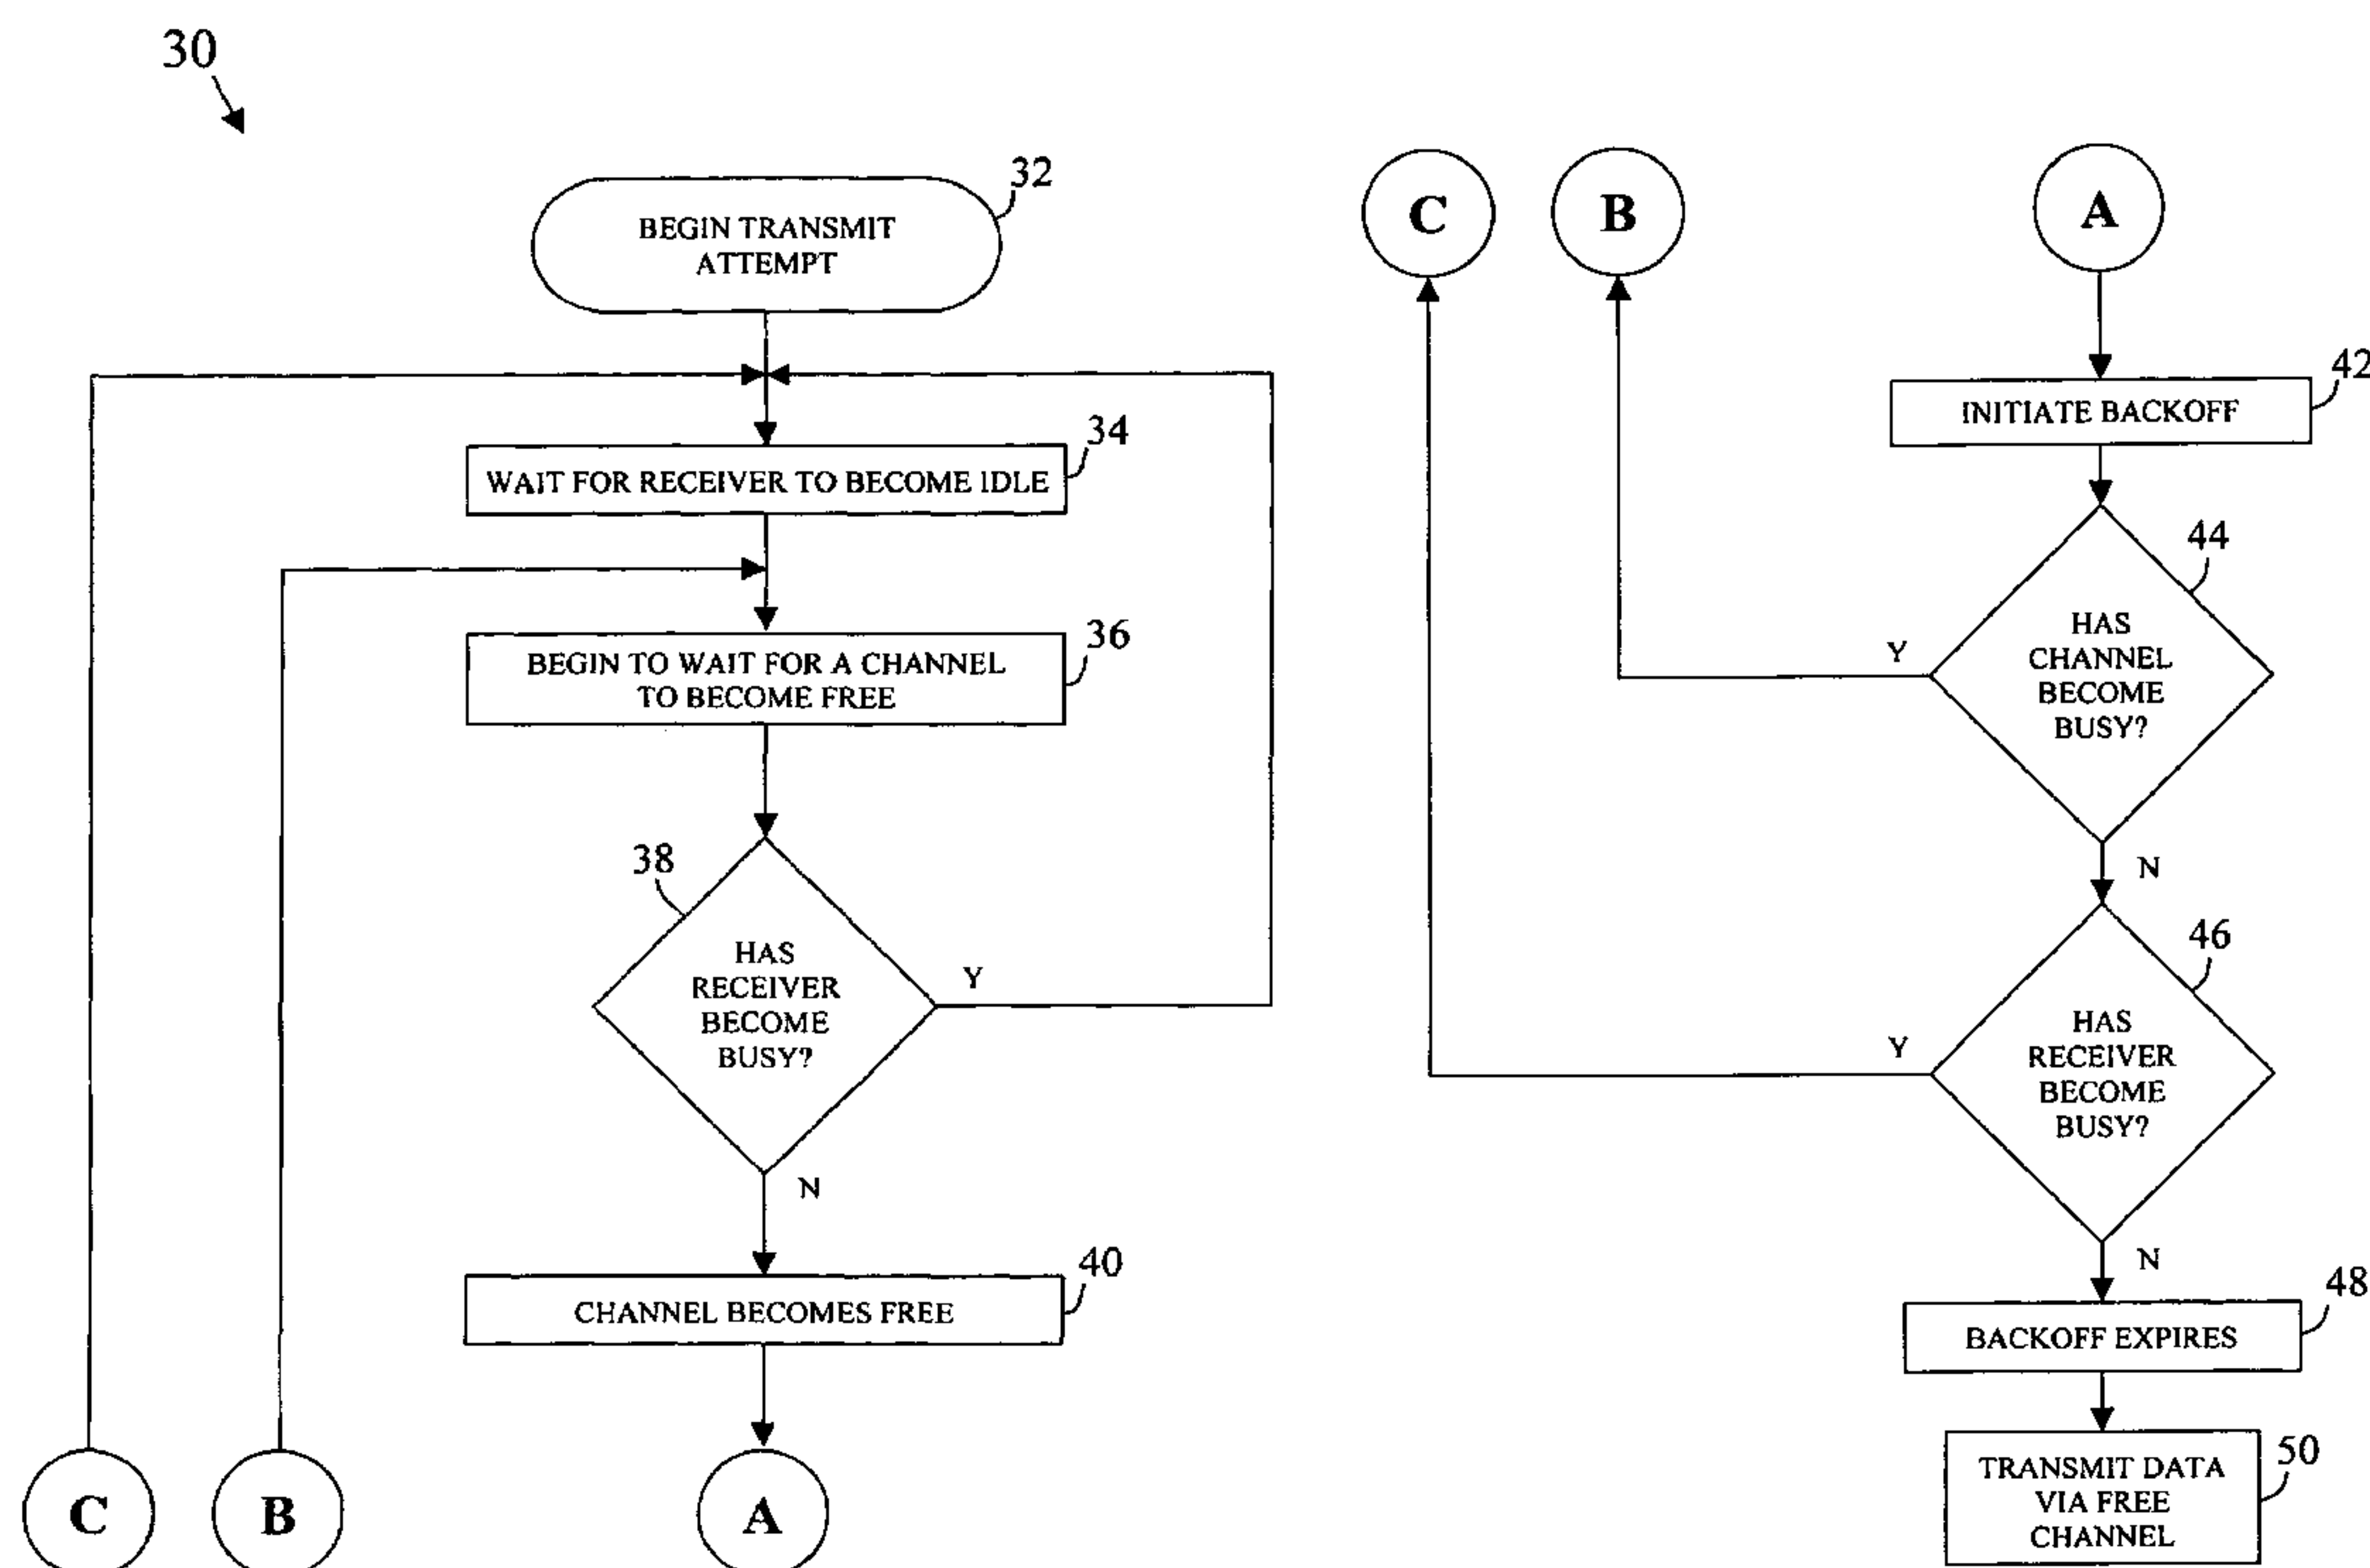 30
32
BEGIN TRANSMIT
ATTEMPT
34
WAIT FOR RECEIVER TO BECOME IDLE
36
BEGIN TO WAIT FOR A CHANNEL
TO BECOME FREE
38
HAS
RECEIVER
BECOME
BUSY?
Y
N
40
CHANNEL BECOMES FREE
C
B
A
C
B
A
42
INITIATE BACKOFF
44
HAS
CHANNEL
BECOME
BUSY?
Y
N
46
HAS
RECEIVER
BECOME
BUSY?
Y
N
48
BACKOFF EXPIRES
50
TRANSMIT DATA
VIA FREE
CHANNEL